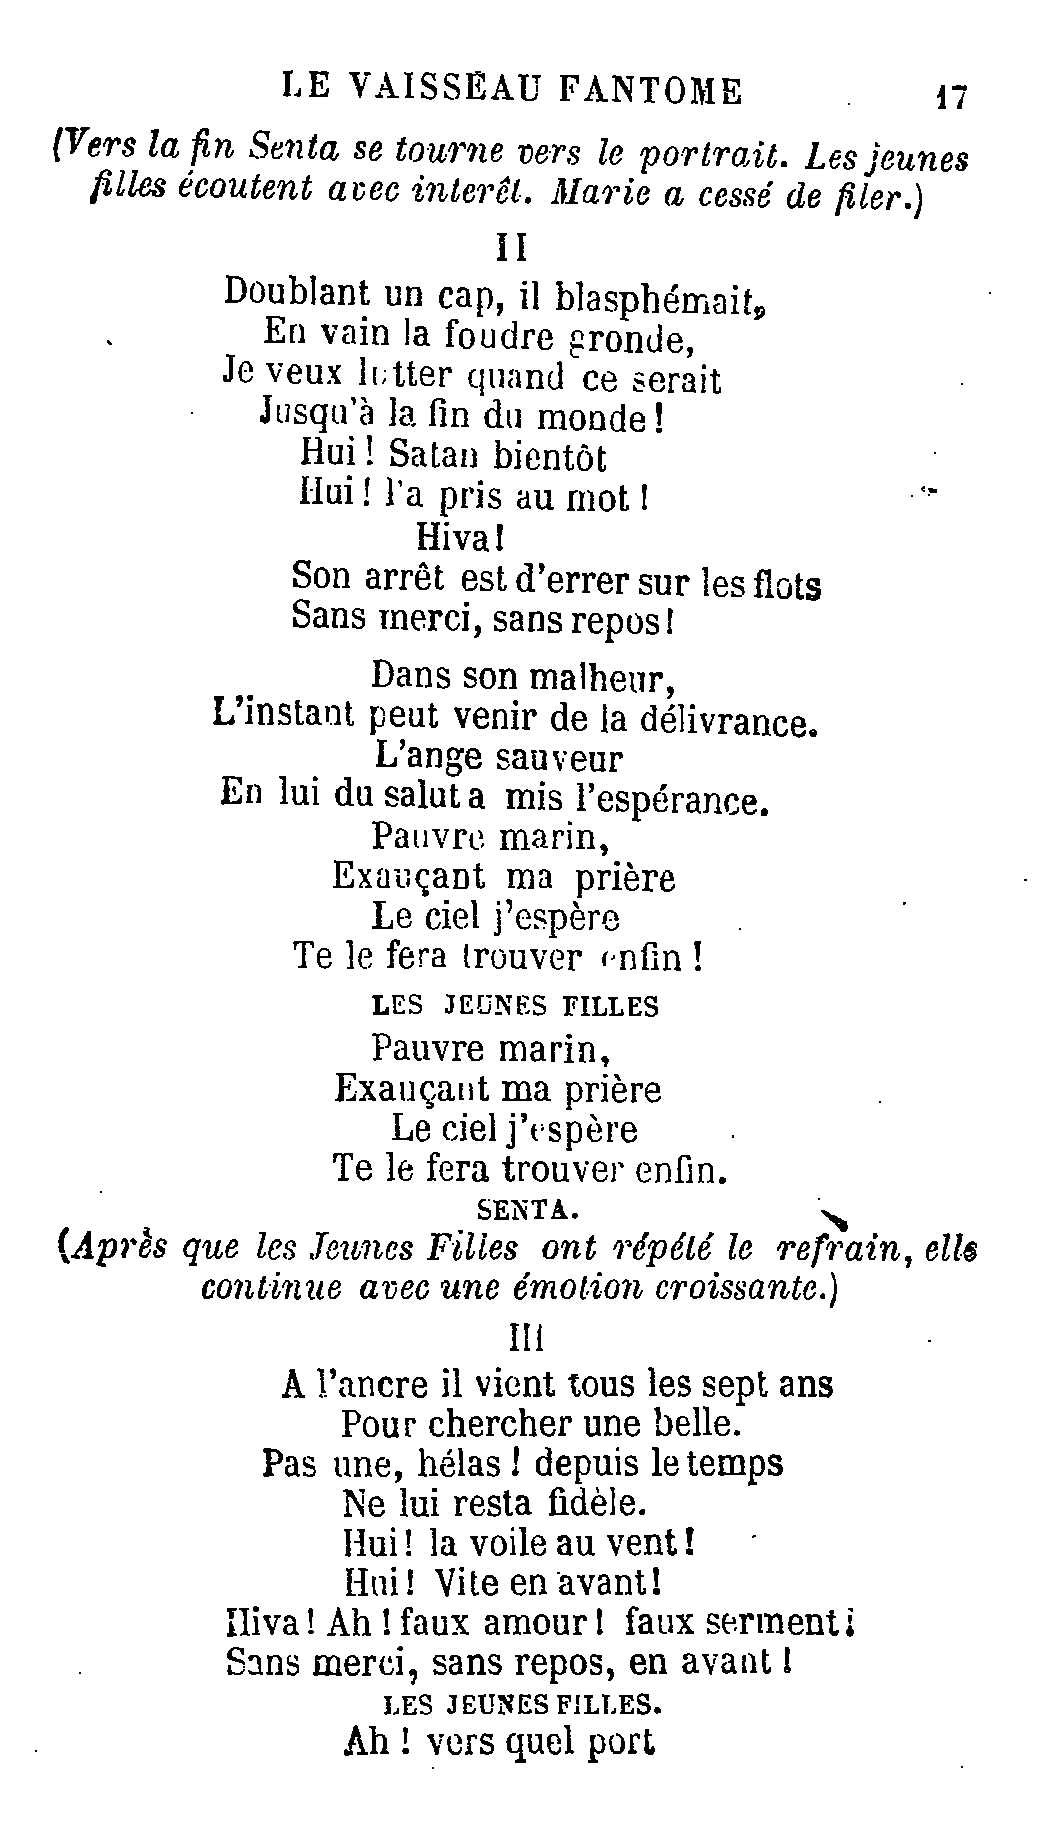 LE VAISSEAU FANTOME 17
(Vers la fin Senta se tourne vers le portrait. Les jeunes
filles écoutent avec interêt. Marie a cessé de filer.)
II
Doublant un cap, il blasphémait,
En vain la foudre gronde,
Je veux lutter quand ce serait
Jusqu'à la fin du monde!
Hui! Satan bientôt
Hui! l'a pris au mot!
Hiva!
Son arrêt est d'errer sur les flots
Sans merci, sans repos!
Dans son malheur,
L'instant peut venir de la délivrance.
L'ange sauveur
En lui du salut a mis l'espérance.
Pauvre marin,
Exauçant ma prière
Le ciel j'espère
Te le fera trouver enfin!
LES JEUNES FILLES
Pauvre marin,
Exauçant ma prière
Le ciel j'espère
Te le fera trouver enfin.
SENTA.
(Après que les Jeunes Filles ont répété le refrain, elle
continue avec une émotion croissante.)
III
A l'ancre il vient tous les sept ans
Pour chercher une belle.
Pas une, hélas! depuis le temps
Ne lui resta fidèle.
Hui! la voile au vent!
Hui! Vite en avant!
Hiva! Ah! faux amour! faux serment!
Sans merci, sans repos, en avant!
LES JEUNES FILLES.
Ah! vers quel port